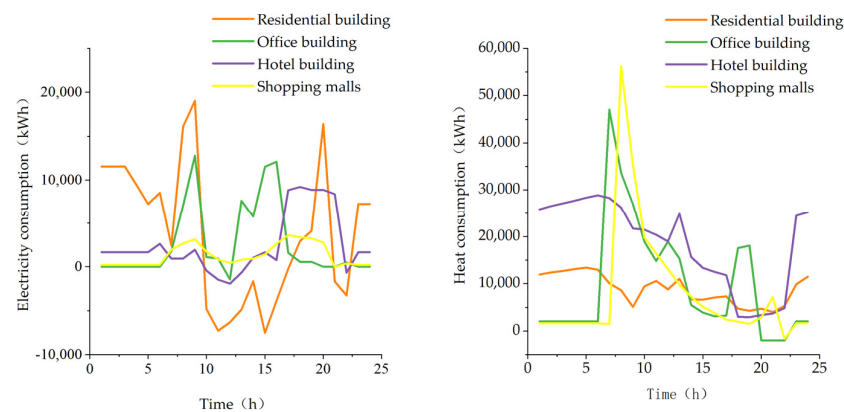 Residential building
Office building
Hotel building
Shopping malls
20,000
10,000
0
-10,000
Electricity consumption（kWh）
0 5 10 15 20 25
Time（h）
Residential building
Office building
Hotel building
Shopping malls
60,000
50,000
40,000
30,000
20,000
10,000
0
Heat consumption（kWh）
0 5 10 15 20 25
Time（h）